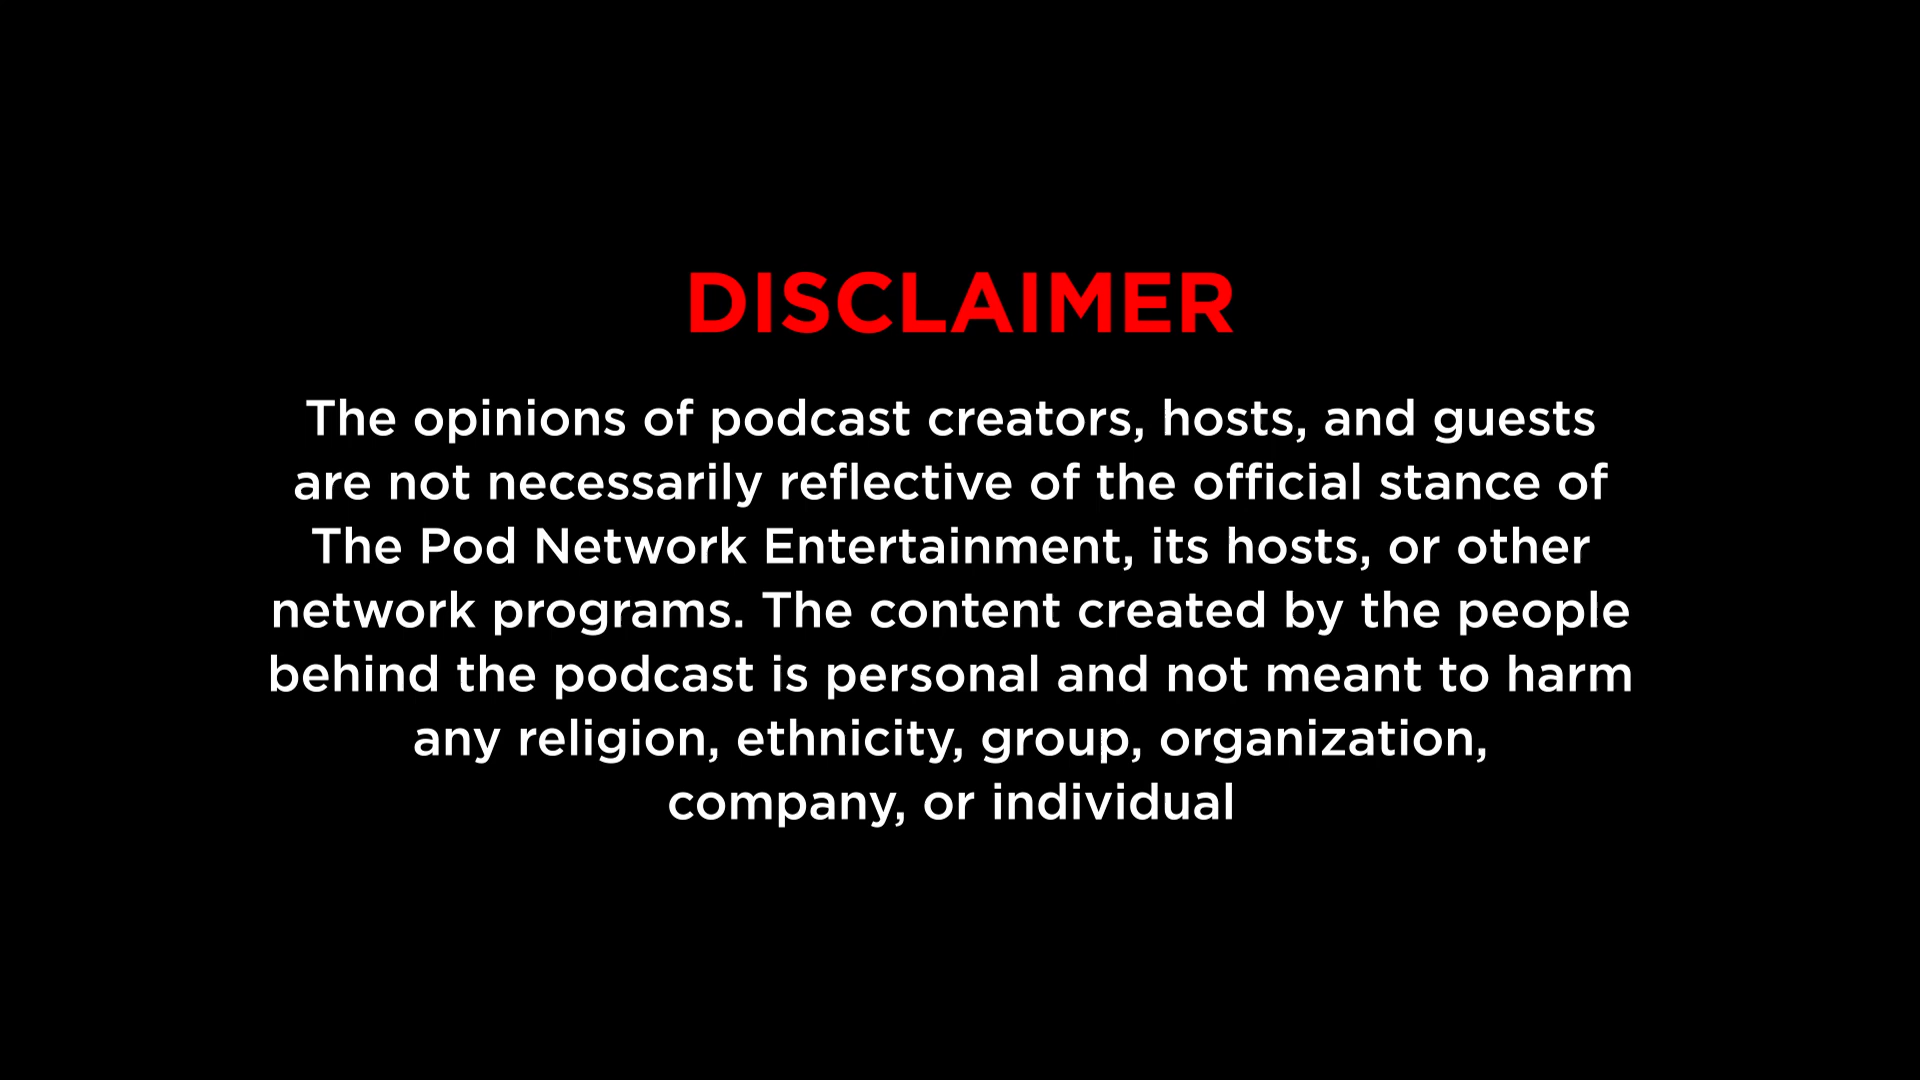 DISCLAIMER
The opinions of podcast creators, hosts, and guests
are not necessarily reflective of the official stance of
The Pod Network Entertainment, its hosts, or other
network programs. The content created by the people
behind the podcast is personal and not meant to harm
any religion, ethnicity, group, organization,
company, or individual